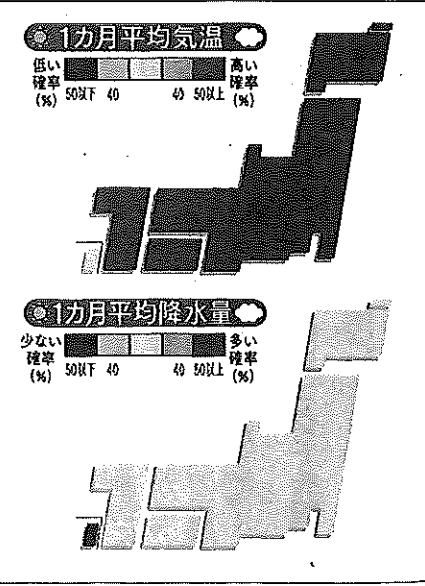 1カ月平均気温
低い確率(%)
50以下 40 40 50以上
高い確率(%)
1カ月平均降水量
少ない確率(%)
50以下 40 40 50以上
多い確率(%)